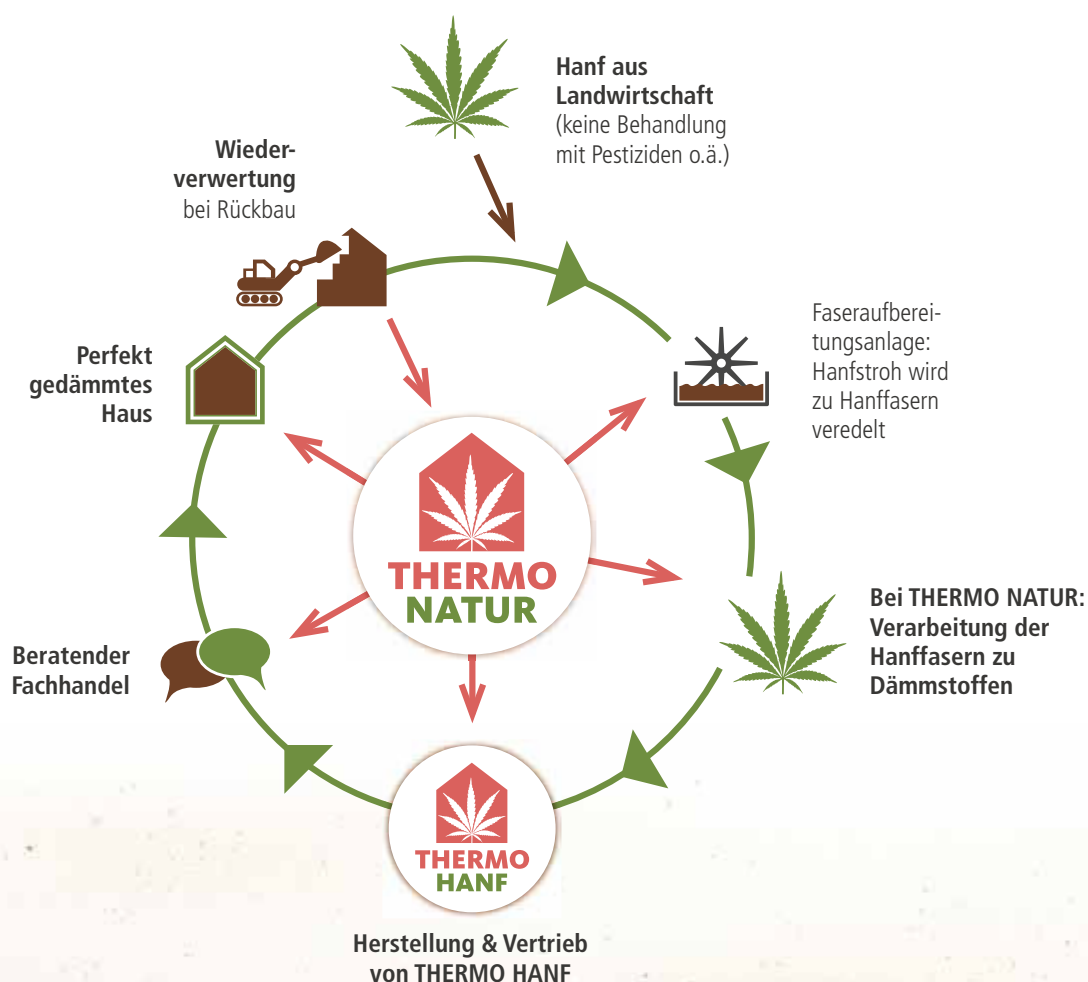 Hanf aus
Landwirtschaft
(keine Behandlung
mit Pestiziden o.ä.)
Wieder-
verwertung
bei Rückbau
Faseraufberei-
tungsanlage:
Hanfstroh wird
zu Hanffasern
veredelt
Perfekt
gedämmtes
Haus
THERMO
NATUR
Bei THERMO NATUR:
Verarbeitung der
Hanffasern zu
Dämmstoffen
Beratender
Fachhandel
THERMO
HANF
Herstellung & Vertrieb
von THERMO HANF